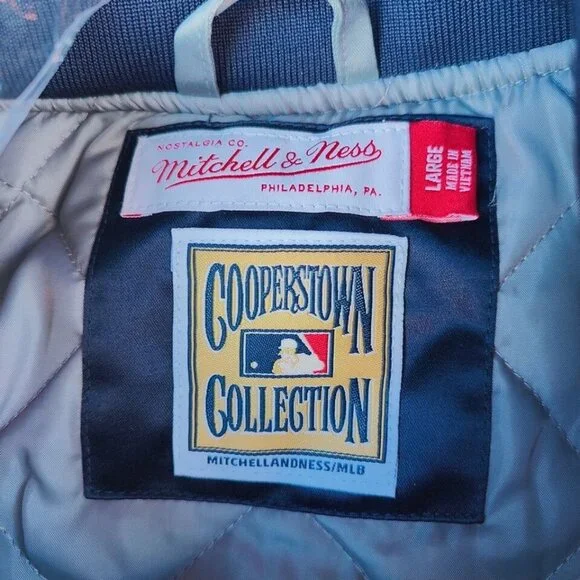 NOSTALGIA CO.
Mitchell & Ness
PHILADELPHIA, PA.
LARGE
MADE IN
VIETNAM
COOPERSTOWN
COLLECTION
MITCHELLANDNESS/MLB